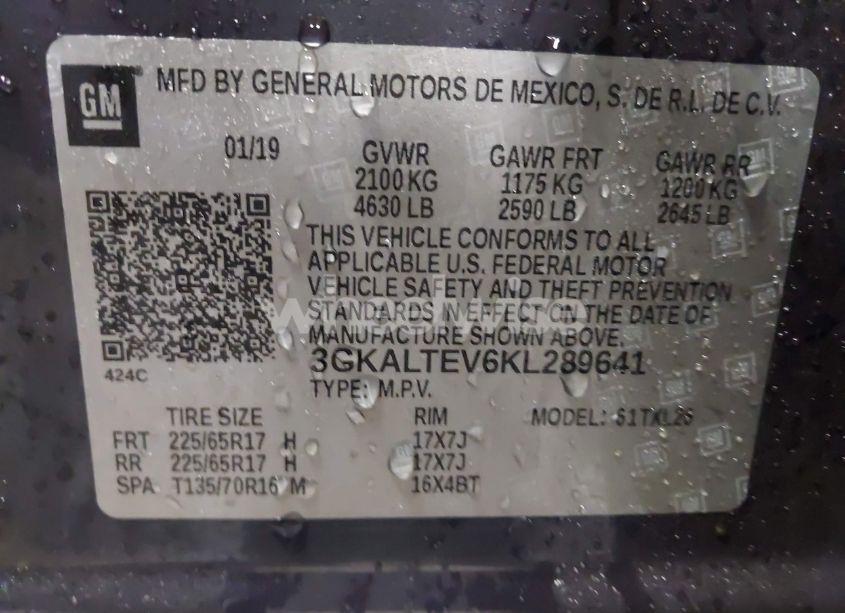 GM
MFD BY GENERAL MOTORS DE MEXICO, S. DE R.L. DE C.V.
01/19 GVWR GAWR FRT GAWR RR
2100 KG 1175 KG 1200 KG
4630 LB 2590 LB 2645 LB
THIS VEHICLE CONFORMS TO ALL
APPLICABLE U.S. FEDERAL MOTOR
VEHICLE SAFETY AND THEFT PREVENTION
STANDARDS IN EFFECT ON THE DATE OF
MANUFACTURE SHOWN ABOVE.
3GKALTEV6KL289641
424C
TYPE: M.P.V.
TIRE SIZE RIM MODEL:
FRT 225/65R17 H 17X7J
RR 225/65R17 H 17X7J
SPA T135/70R16 M 16X4BT